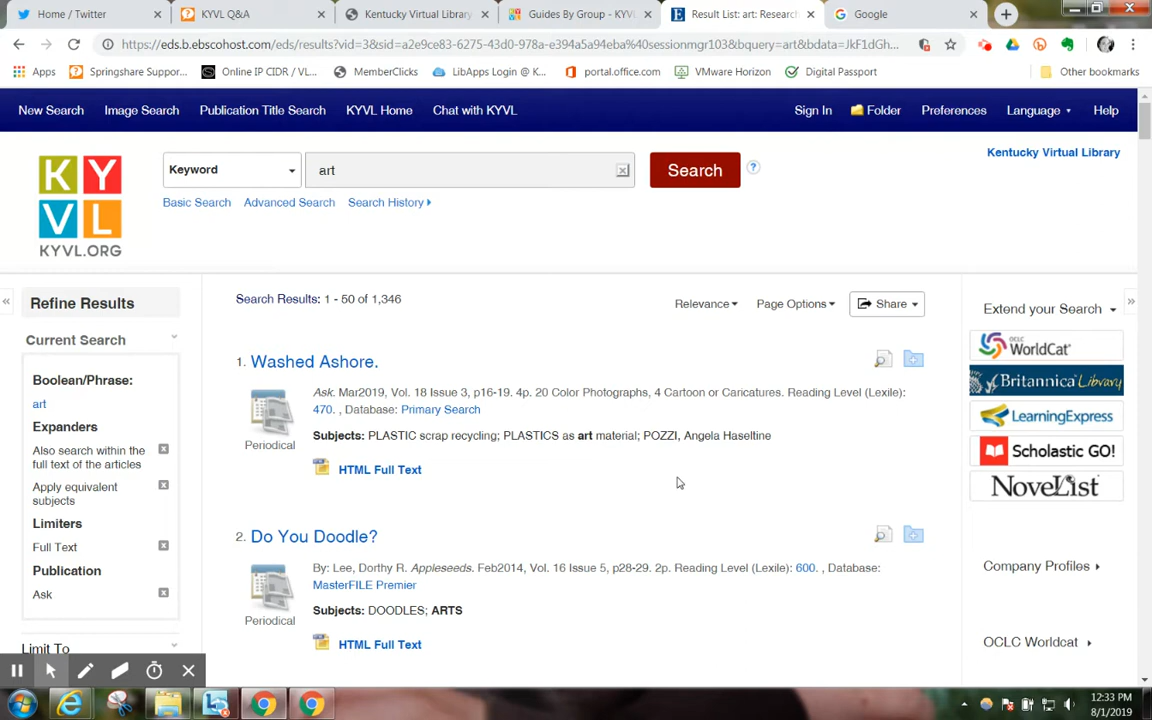 Home / Twitter
KYVL Q&A
Kentucky Virtual Library
Guides By Group - KYVL
Result List: art: Research
Google
https://eds.b.ebscohost.com/eds/results?vid=3&sid=a2e9ce83-6275-43d0-978a-e394a5a94eba%40sessionmgr103&bquery=art&bdata=JkF1dGh...
Apps
Springshare Suppor...
Online IP CIDR / VL...
MemberClicks
LibApps Login @ K...
portal.office.com
VMware Horizon
Digital Passport
Other bookmarks
New Search
Image Search
Publication Title Search
KYVL Home
Chat with KYVL
Sign In
Folder
Preferences
Language
Help
KY
VL
KYVL.ORG
Keyword
art
Search
?
Kentucky Virtual Library
Basic Search
Advanced Search
Search History
Refine Results
Current Search
Boolean/Phrase:
art
Expanders
Also search within the
full text of the articles
Apply equivalent
subjects
Limiters
Full Text
Publication
Ask
Limit To
Search Results: 1 - 50 of 1,346
Relevance
Page Options
Share
1. Washed Ashore.
Ask. Mar2019, Vol. 18 Issue 3, p16-19. 4p. 20 Color Photographs, 4 Cartoon or Caricatures. Reading Level (Lexile):
470. , Database: Primary Search
Periodical
Subjects: PLASTIC scrap recycling; PLASTICS as art material; POZZI, Angela Haseltine
HTML Full Text
2. Do You Doodle?
By: Lee, Dorthy R. Appleseeds. Feb2014, Vol. 16 Issue 5, p28-29. 2p. Reading Level (Lexile): 600. , Database:
MasterFILE Premier
Periodical
Subjects: DOODLES; ARTS
HTML Full Text
Extend your Search
OCLC
WorldCat
Britannica Library
LearningExpress
Scholastic GO!
NoveList
Company Profiles
OCLC Worldcat
12:33 PM
8/1/2019